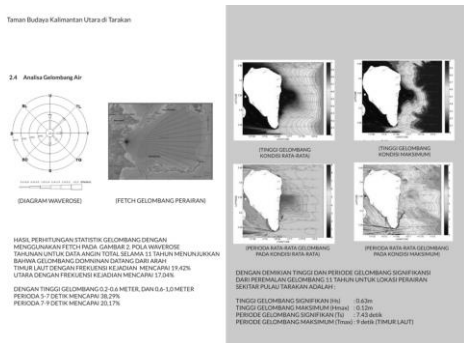 Taman Budaya Kalimantan Utara di Tarakan
2.4 Analisa Gelombang Air
(DIAGRAM WAVEROSE)
(FETCH GELOMBANG PERAIRAN)
HASIL PERHITUNGAN STATISTIK GELOMBANG DENGAN
MENGGUNAKAN FETCH PADA GAMBAR 2. POLA WAVEROSE
TAHUNAN UNTUK DATA ANGIN TOTAL SELAMA 11 TAHUN MENUNJUKKAN
BAHWA GELOMBANG DOMINAN DATANG DARI ARAH
TIMUR LAUT DENGAN FREKUENSI KEJADIAN MENCAPAI 19,42%
UTARA DENGAN FREKUENSI KEJADIAN MENCAPAI 17,04%
DENGAN TINGGI GELOMBANG 0.2-0.6 METER, DAN 0.6-1.0 METER
PERIODA 5-7 DETIK MENCAPAI 38,29%
PERIODA 7-9 DETIK MENCAPAI 20,17%
(TINGGI GELOMBANG
KONDISI RATA-RATA)
(TINGGI GELOMBANG
KONDISI MAKSIMUM)
(PERIODA RATA-RATA GELOMBANG
PADA KONDISI RATA-RATA)
(PERIODA RATA-RATA GELOMBANG
PADA KONDISI MAKSIMUM)
DENGAN DEMIKIAN TINGGI DAN PERIODE GELOMBANG SIGNIFIKANSI
DARI PEREMALAN GELOMBANG 11 TAHUN UNTUK LOKASI PERAIRAN
SEKITAR PULAU TARAKAN ADALAH :
TINGGI GELOMBANG SIGNIFIKAN (Hs) : 0.63m
TINGGI GELOMBANG MAKSIMUM (Hmax) : 0.12m
PERIODE GELOMBANG SIGNIFIKAN (Ts) : 7.43 detik
PERIODE GELOMBANG MAKSIMUM (Tmax) : 9 detik (TIMUR LAUT)